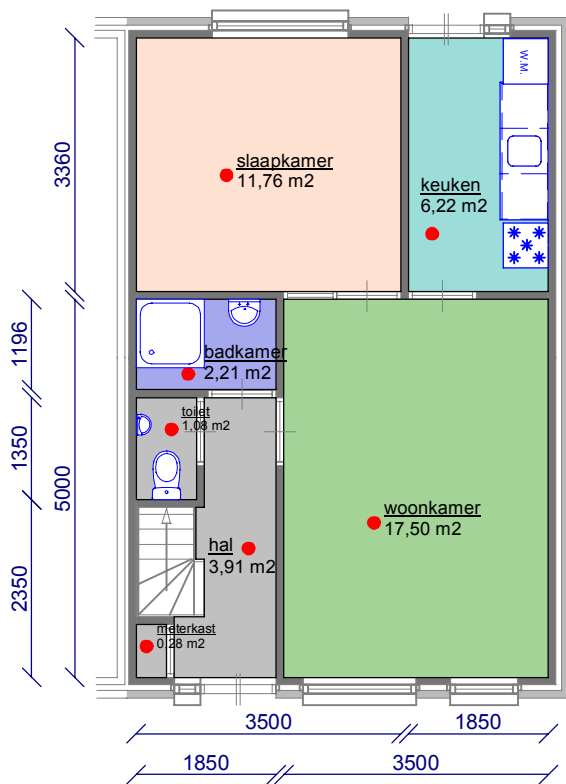 W.M.
slaapkamer
11,76 m2
keuken
6,22 m2
3360
badkamer
2,21 m2
1196
toilet
1,08 m2
1350
5000
woonkamer
17,50 m2
hal
3,91 m2
2350
meterkast
0,28 m2
3500
1850
1850
3500